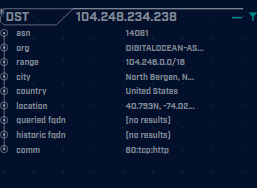 DST 104.248.234.238
asn 14061
org DIGITALOCEAN-AS...
range 104.248.0.0/16
city North Bergen, N...
country United States
location 40.793N, -74.02...
queried fqdn (no results)
historic fqdn (no results)
comm 80:tcp:http